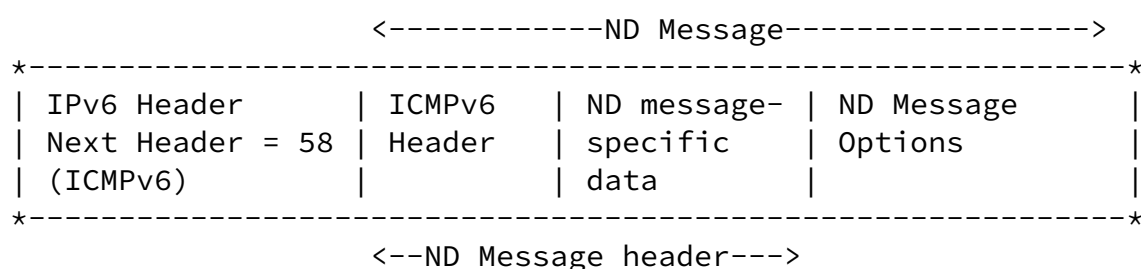 <------------ND Message----------------->
*-------------------------------------------------------------*
| IPv6 Header      | ICMPv6   | ND message- | ND Message      |
| Next Header = 58 | Header   | specific    | Options         |
| (ICMPv6)         |          | data        |                 |
*-------------------------------------------------------------*
                    <--ND Message header--->